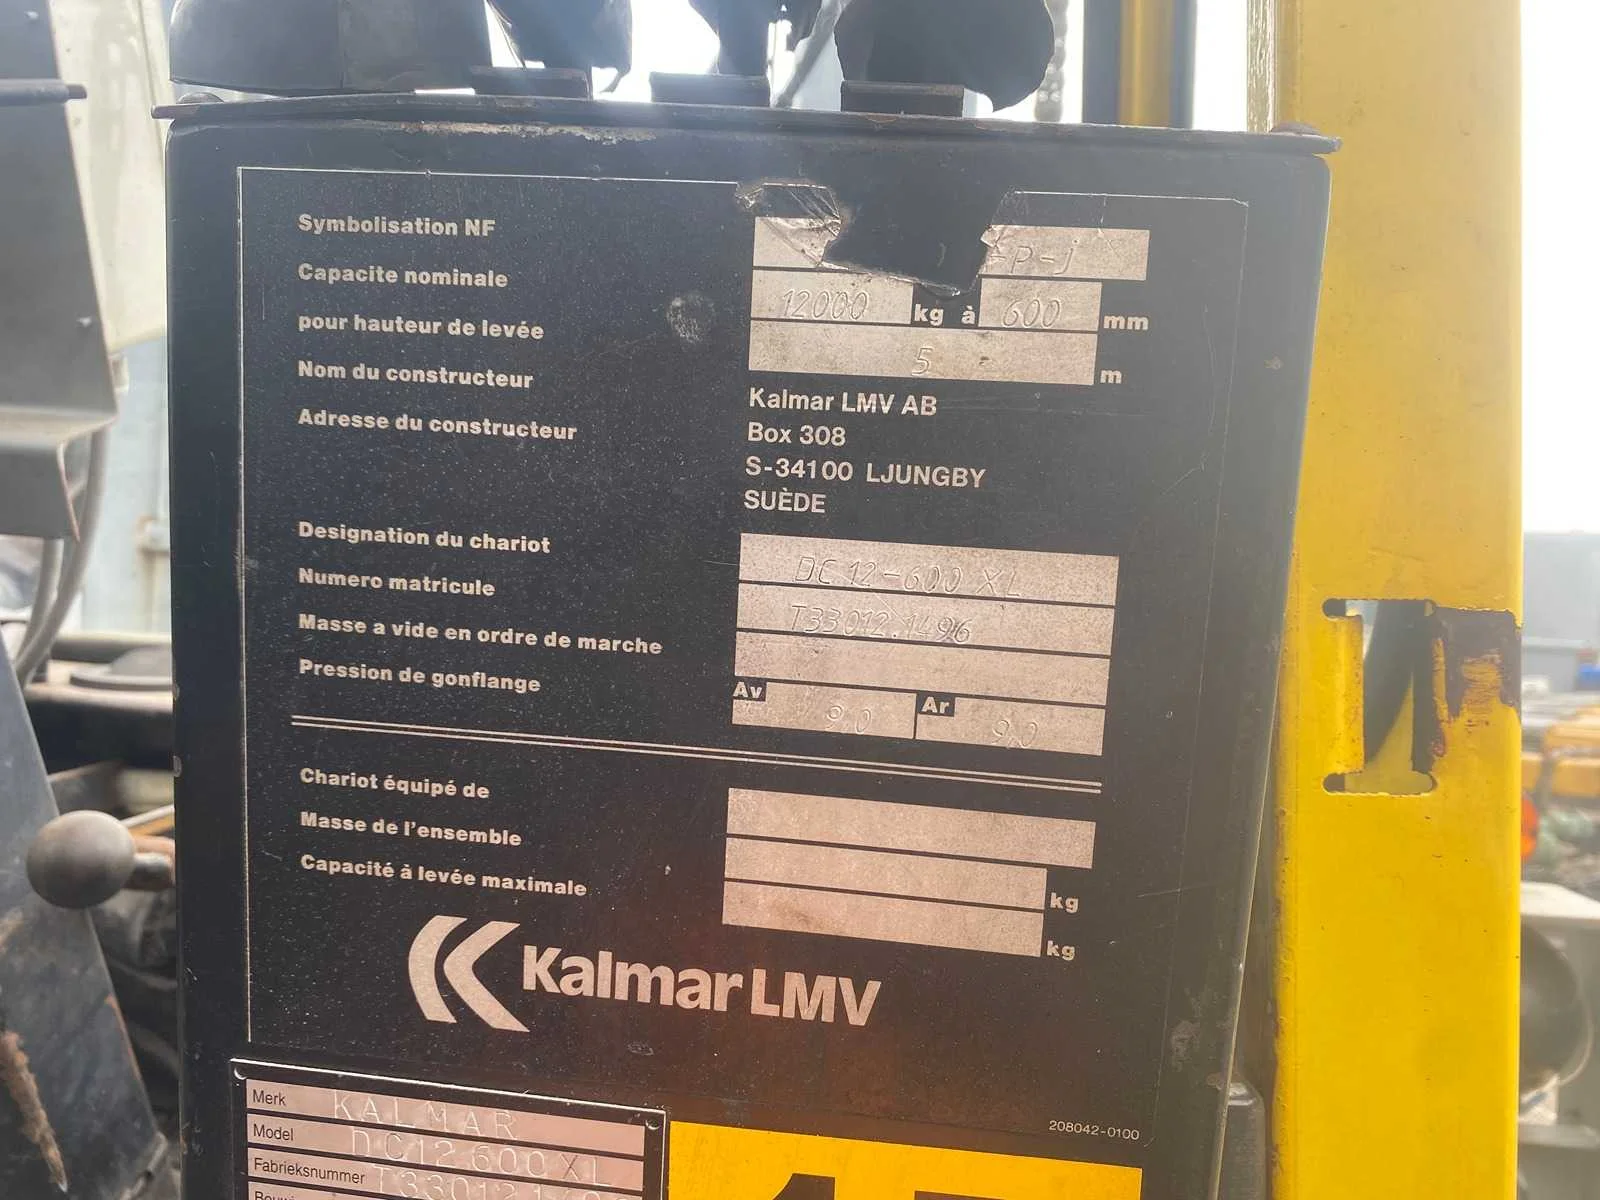 Symbolisation NF -P-j
Capacite nominale 12000 kg à 600 mm
pour hauteur de levée 5 m
Nom du constructeur Kalmar LMV AB
Adresse du constructeur Box 308
S-34100 LJUNGBY
SUÈDE
Designation du chariot DC 12-600 XL
Numero matricule T33012.1496
Masse a vide en ordre de marche
Pression de gonflange Av 9.0 Ar 9.0
Chariot équipé de
Masse de l'ensemble kg
Capacité à levée maximale kg
Kalmar LMV
208042-0100
Merk KALMAR
Model DC12 600 XL
Fabrieksnummer